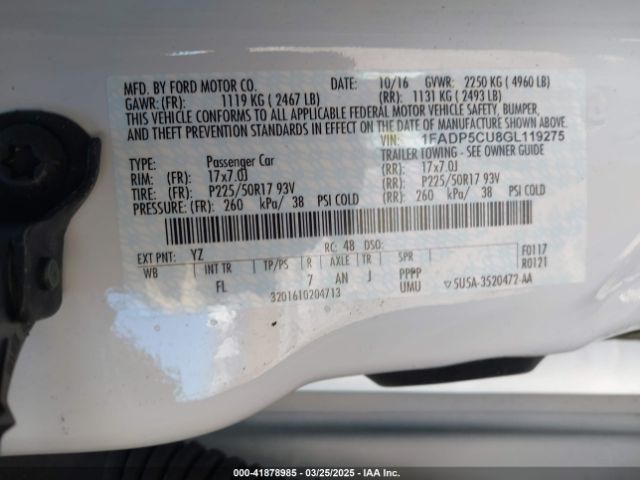 MFD. BY FORD MOTOR CO. DATE: 10/16 GVWR: 2250 KG ( 4960 LB)
GAWR: (FR): 1119 KG ( 2467 LB) (RR): 1131 KG ( 2493 LB)
THIS VEHICLE CONFORMS TO ALL APPLICABLE FEDERAL MOTOR VEHICLE SAFETY, BUMPER,
AND THEFT PREVENTION STANDARDS IN EFFECT ON THE DATE OF MANUFACTURE SHOWN ABOVE.
VIN: 1FADP5CU8GL119275
TYPE: Passenger Car TRAILER TOWING - SEE OWNER GUIDE
RIM: (FR): 17x7.0J (RR): 17x7.0J
TIRE: (FR): P225/50R17 93V (RR): P225/50R17 93V
PRESSURE: (FR): 260 kPa/ 38 PSI COLD (RR): 260 kPa/ 38 PSI COLD
EXT PNT: YZ RC: 48 DSO: F0117
WB INT TR TP/PS R AXLE TR SPR R0121
FL 7 AN J PPPP
UMU
3201610204713 5U5A-3520472-AA
000-41878985 / 03/25/2025 — IAA Inc.